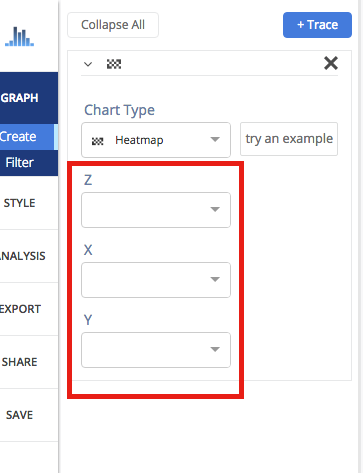 Collapse All
+ Trace
GRAPH
Create
Filter
STYLE
ANALYSIS
EXPORT
SHARE
SAVE
Chart Type
Heatmap
try an example
Z
X
Y